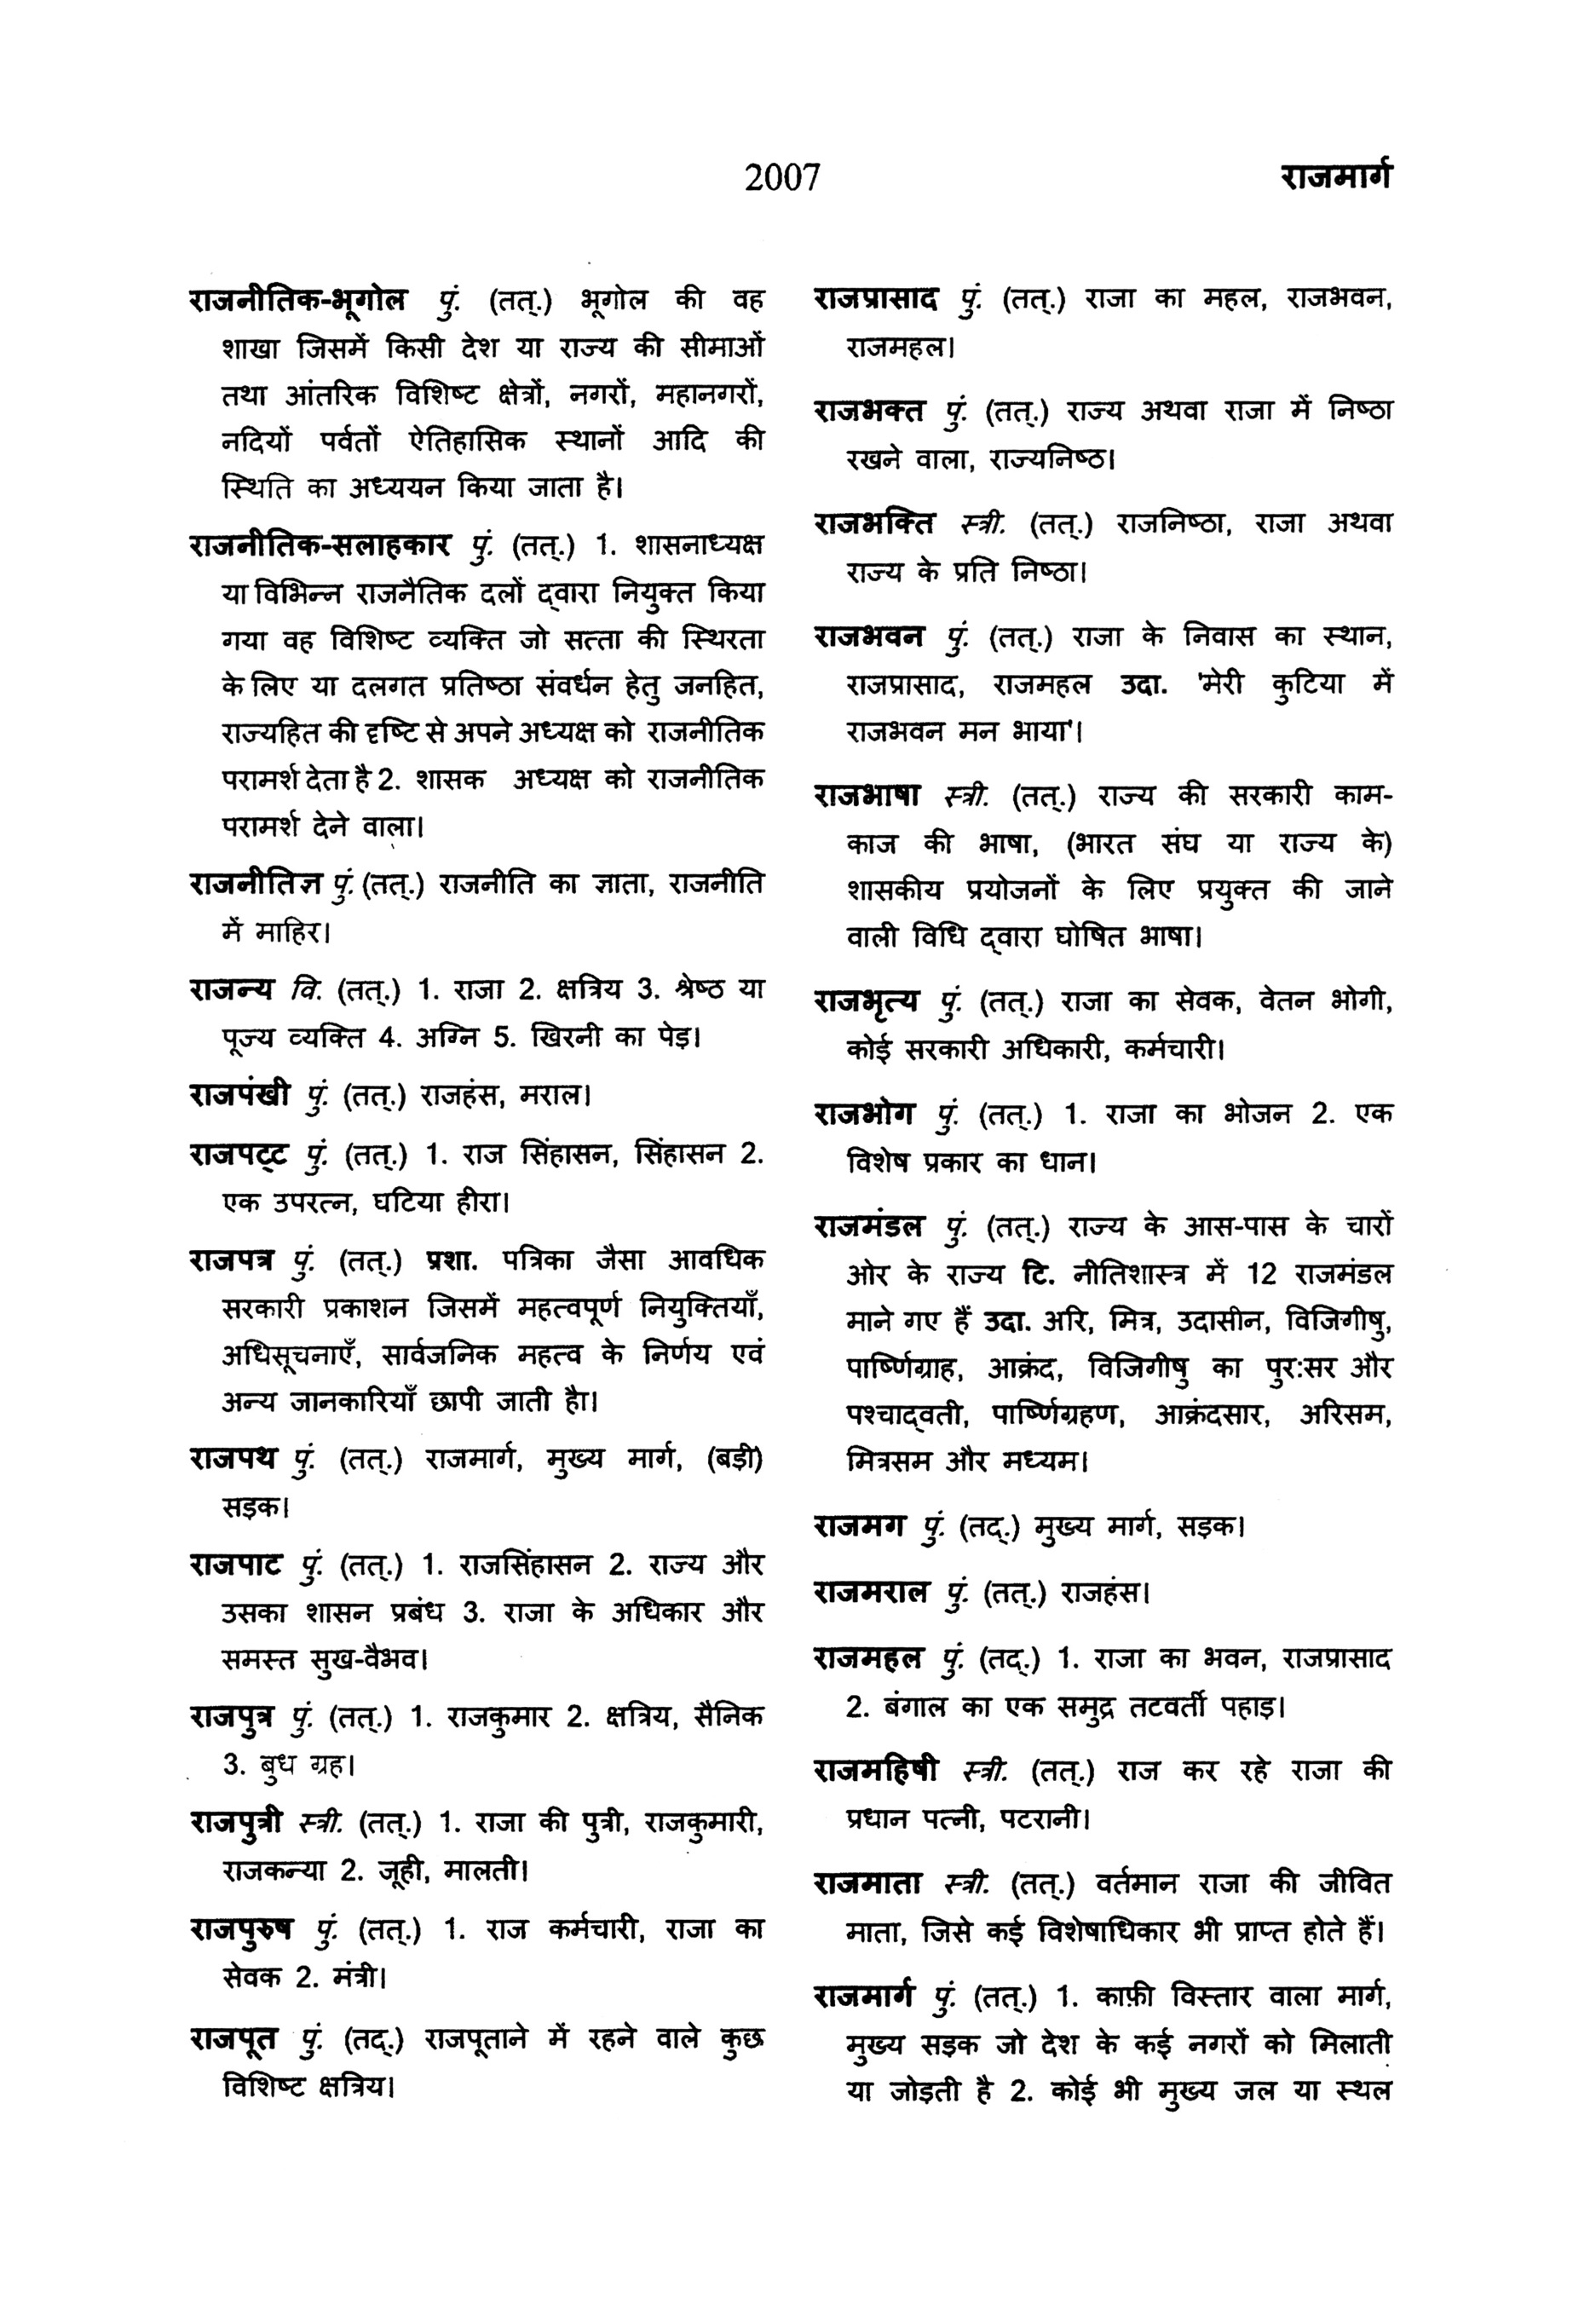 2007
राजमार्ग
राजनीतिक-भूगोल पुं. (तत्.) भूगोल की वह
शाखा जिसमें किसी देश या राज्य की सीमाओं
तथा आंतरिक विशिष्ट क्षेत्रों, नगरों, महानगरों,
नदियों पर्वतों ऐतिहासिक स्थानों आदि की
स्थिति का अध्ययन किया जाता है।
राजनीतिक-सलाहकार पुं. (तत्.) 1. शासनाध्यक्ष
या विभिन्न राजनैतिक दलों द्वारा नियुक्त किया
गया वह विशिष्ट व्यक्ति जो सत्ता की स्थिरता
के लिए या दलगत प्रतिष्ठा संवर्धन हेतु जनहित,
राज्यहित की दृष्टि से अपने अध्यक्ष को राजनीतिक
परामर्श देता है 2. शासक अध्यक्ष को राजनीतिक
परामर्श देने वाला।
राजनीतिज्ञ पुं. (तत्.) राजनीति का ज्ञाता, राजनीति
में माहिर।
राजन्य वि. (तत्.) 1. राजा 2. क्षत्रिय 3. श्रेष्ठ या
पूज्य व्यक्ति 4. अग्नि 5. खिरनी का पेड़।
राजपंखी पुं. (तत्.) राजहंस, मराल।
राजपट्ट पुं. (तत्.) 1. राज सिंहासन, सिंहासन 2.
एक उपरत्न, घटिया हीरा।
राजपत्र पुं. (तत्.) प्रशा. पत्रिका जैसा आवधिक
सरकारी प्रकाशन जिसमें महत्वपूर्ण नियुक्तियाँ,
अधिसूचनाएँ, सार्वजनिक महत्व के निर्णय एवं
अन्य जानकारियाँ छापी जाती है।
राजपथ पुं. (तत्.) राजमार्ग, मुख्य मार्ग, (बड़ी)
सड़क।
राजपाट पुं. (तत्.) 1. राजसिंहासन 2. राज्य और
उसका शासन प्रबंध 3. राजा के अधिकार और
समस्त सुख-वैभव।
राजपुत्र पुं. (तत्.) 1. राजकुमार 2. क्षत्रिय, सैनिक
3. बुध ग्रह।
राजपुत्री स्त्री. (तत्.) 1. राजा की पुत्री, राजकुमारी,
राजकन्या 2. जूही, मालती।
राजपुरुष पुं. (तत्.) 1. राज कर्मचारी, राजा का
सेवक 2. मंत्री।
राजपूत पुं. (तद्.) राजपूताने में रहने वाले कुछ
विशिष्ट क्षत्रिय।
राजप्रासाद पुं. (तत्.) राजा का महल, राजभवन,
राजमहल।
राजभक्त पुं. (तत्.) राज्य अथवा राजा में निष्ठा
रखने वाला, राज्यनिष्ठ।
राजभक्ति स्त्री. (तत्.) राजनिष्ठा, राजा अथवा
राज्य के प्रति निष्ठा।
राजभवन पुं. (तत्.) राजा के निवास का स्थान,
राजप्रासाद, राजमहल उदा. 'मेरी कुटिया में
राजभवन मन भाया'।
राजभाषा स्त्री. (तत्.) राज्य की सरकारी काम-
काज की भाषा, (भारत संघ या राज्य के)
शासकीय प्रयोजनों के लिए प्रयुक्त की जाने
वाली विधि द्वारा घोषित भाषा।
राजभृत्य पुं. (तत्.) राजा का सेवक, वेतन भोगी,
कोई सरकारी अधिकारी, कर्मचारी।
राजभोग पुं. (तत्.) 1. राजा का भोजन 2. एक
विशेष प्रकार का धान।
राजमंडल पुं. (तत्.) राज्य के आस-पास के चारों
ओर के राज्य टि. नीतिशास्त्र में 12 राजमंडल
माने गए हैं उदा. अरि, मित्र, उदासीन, विजिगीषु,
पार्ष्णिग्राह, आक्रंद, विजिगीषु का पुर:सर और
पश्चाद्वती, पार्ष्णिग्रहण, आक्रंदसार, अरिसम,
मित्रसम और मध्यम।
राजमग पुं. (तद्.) मुख्य मार्ग, सड़क।
राजमराल पुं. (तत्.) राजहंस।
राजमहल पुं. (तद्.) 1. राजा का भवन, राजप्रासाद
2. बंगाल का एक समुद्र तटवर्ती पहाड़।
राजमहिषी स्त्री. (तत्.) राज कर रहे राजा की
प्रधान पत्नी, पटरानी।
राजमाता स्त्री. (तत्.) वर्तमान राजा की जीवित
माता, जिसे कई विशेषाधिकार भी प्राप्त होते हैं।
राजमार्ग पुं. (तत्.) 1. काफ़ी विस्तार वाला मार्ग,
मुख्य सड़क जो देश के कई नगरों को मिलाती
या जोड़ती है 2. कोई भी मुख्य जल या स्थल